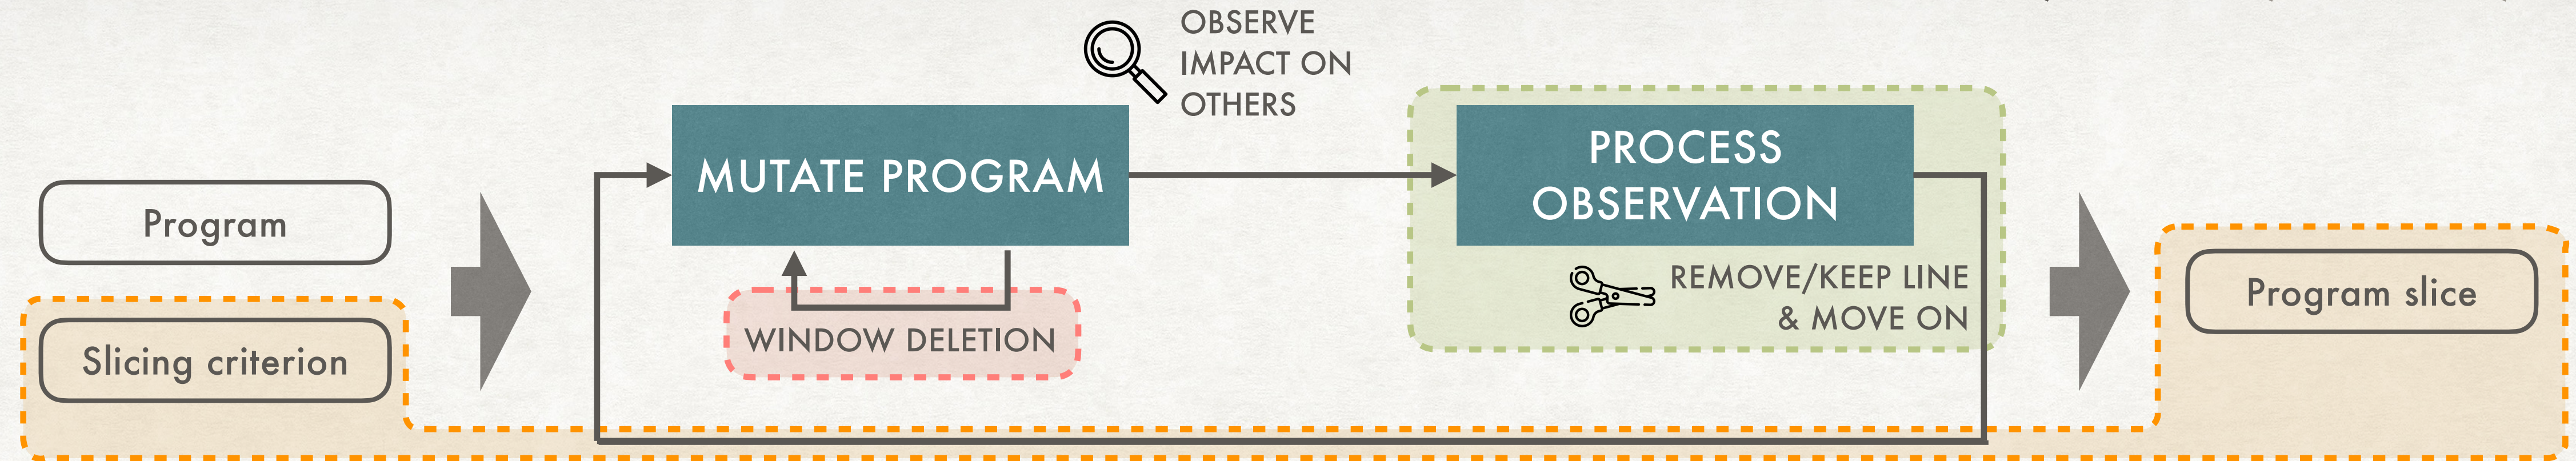 OBSERVE
IMPACT ON
OTHERS
Program
Slicing criterion
MUTATE PROGRAM
WINDOW DELETION
PROCESS
OBSERVATION
REMOVE/KEEP LINE
& MOVE ON
Program slice